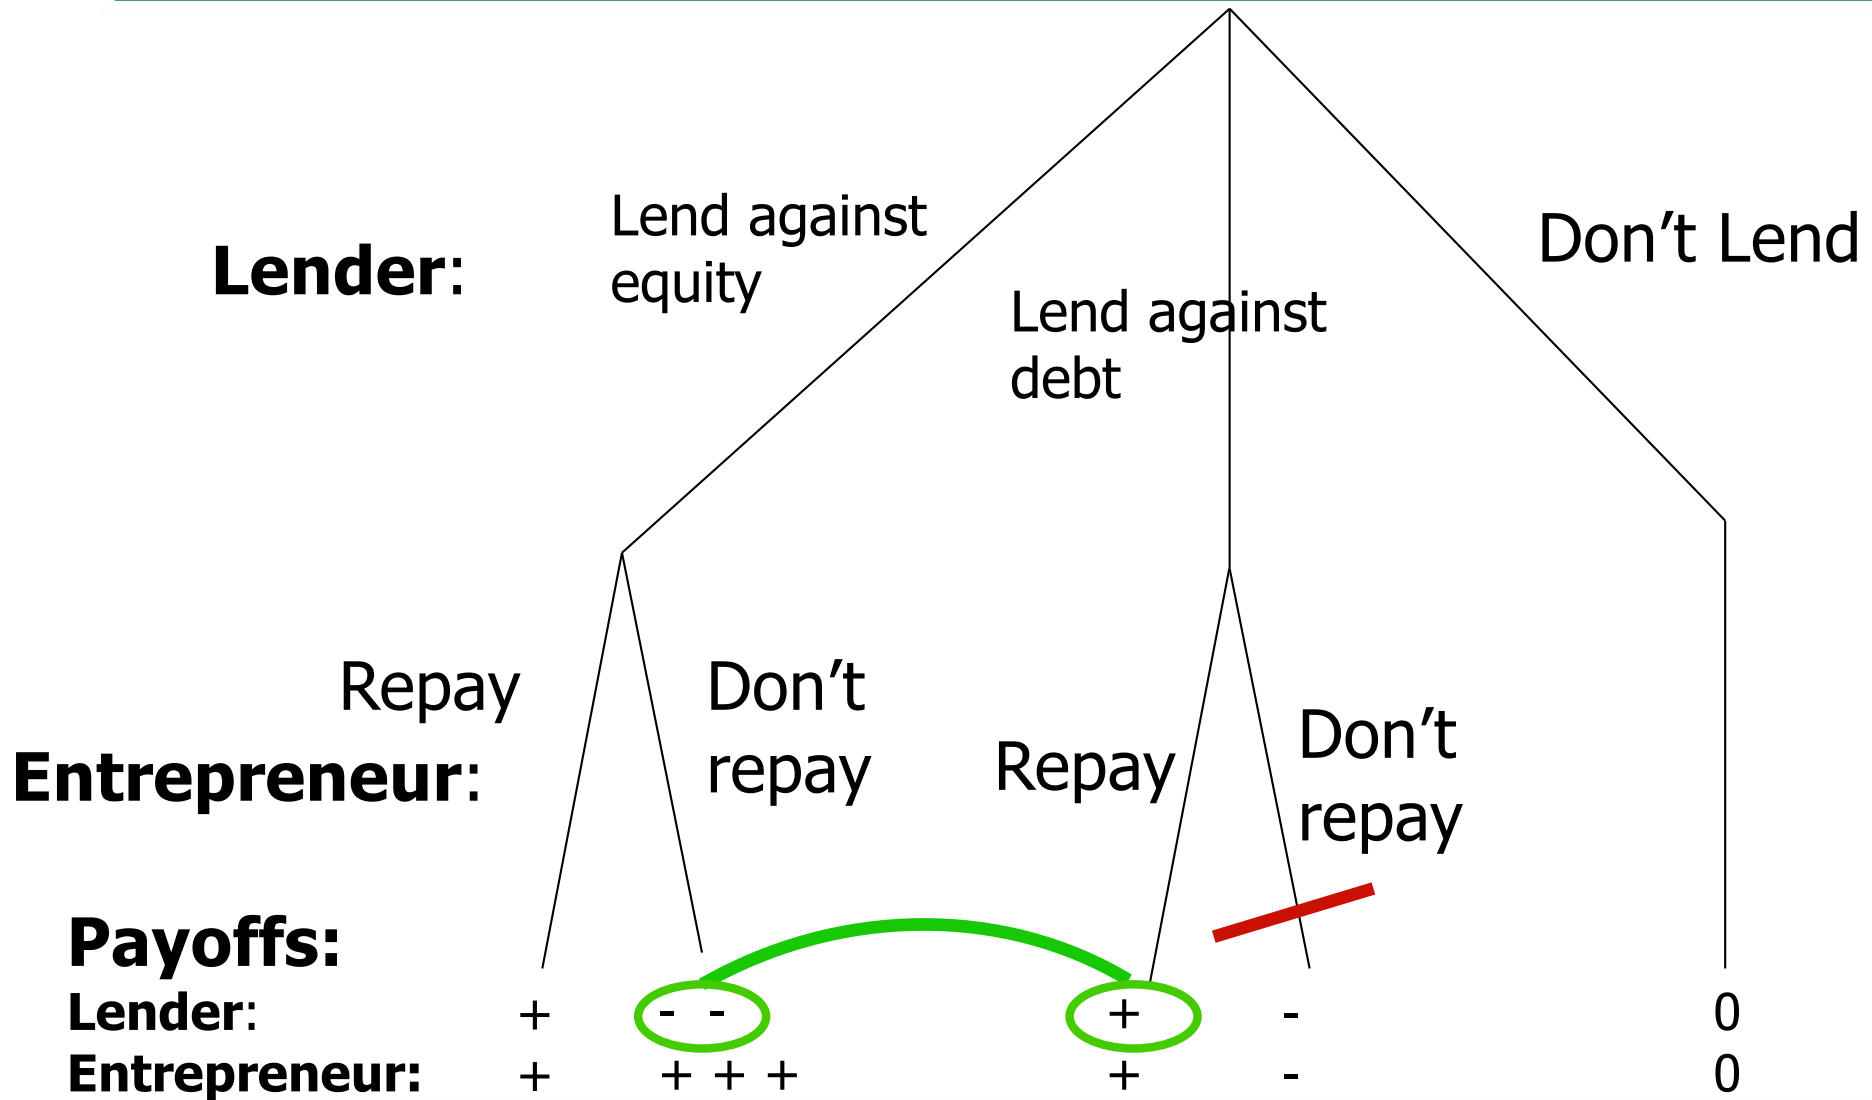 Lend against
equity
Don’t Lend
Lender:
Lend against
debt
Repay
Don’t
repay
Repay
Don’t
repay
Entrepreneur:
Payoffs:
Lender: + - - + - 0
Entrepreneur: + + + + + - 0